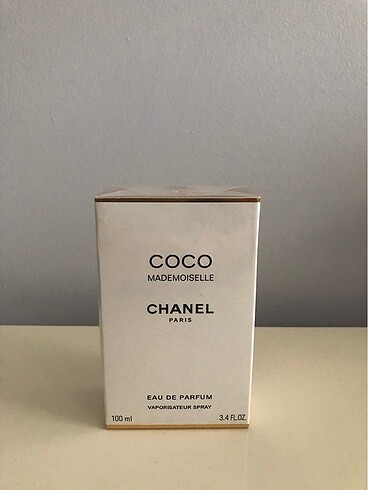 COCO
MADEMOISELLE
CHANEL
PARIS
EAU DE PARFUM
VAPORISATEUR SPRAY
100 ml 3.4 FL.OZ.